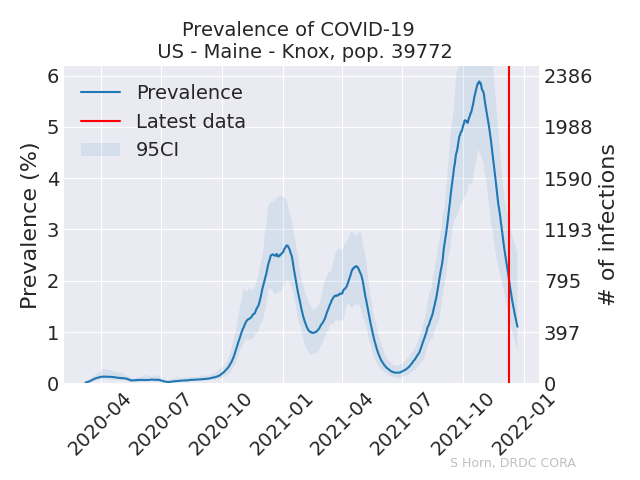 Prevalence of COVID-19
US - Maine - Knox, pop. 39772
Prevalence
Latest data
95CI
Prevalence (%)
6
5
4
3
2
1
0
2386
1988
1590
1193
795
397
0
# of infections
2020-04
2020-07
2020-10
2021-01
2021-04
2021-07
2021-10
2022-01
S Horn, DRDC CORA